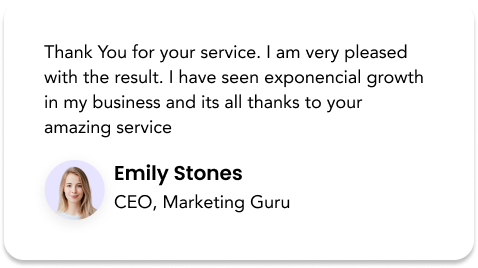 Thank You for your service. I am very pleased
with the result. I have seen exponencial growth
in my business and its all thanks to your
amazing service
Emily Stones
CEO, Marketing Guru